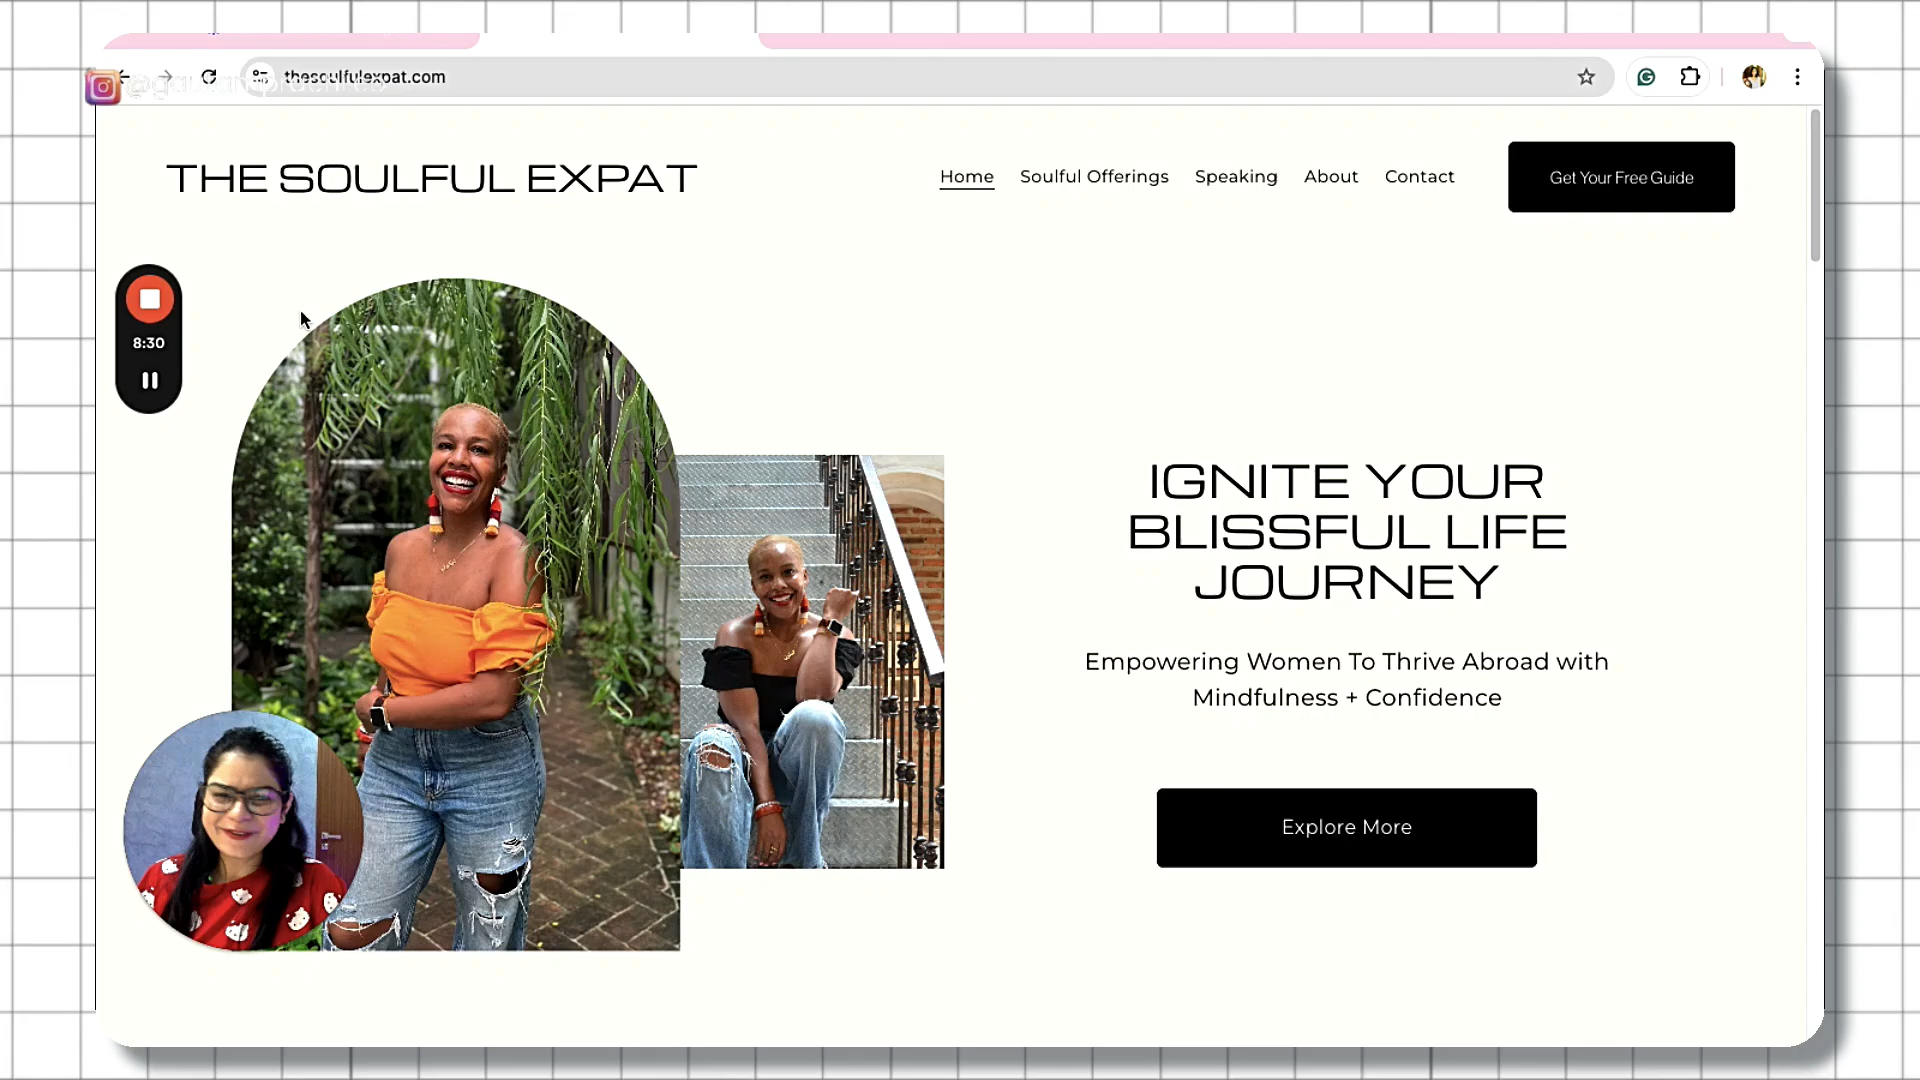 thesoulfulexpat.com
THE SOULFUL EXPAT
Home
Soulful Offerings
Speaking
About
Contact
Get Your Free Guide
8:30
IGNITE YOUR
BLISSFUL LIFE
JOURNEY
Empowering Women To Thrive Abroad with
Mindfulness + Confidence
Explore More